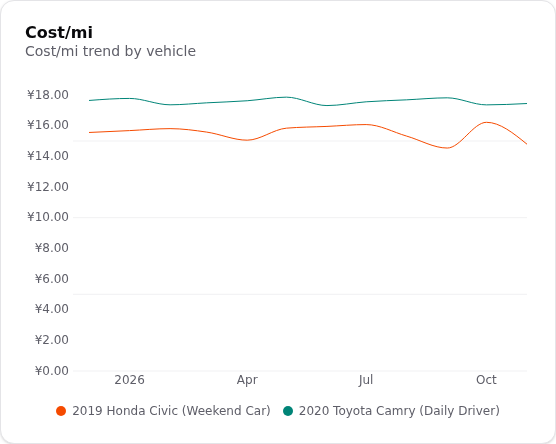 Cost/mi
Cost/mi trend by vehicle
¥18.00
¥16.00
¥14.00
¥12.00
¥10.00
¥8.00
¥6.00
¥4.00
¥2.00
¥0.00
2026 Apr Jul Oct
2019 Honda Civic (Weekend Car) 2020 Toyota Camry (Daily Driver)